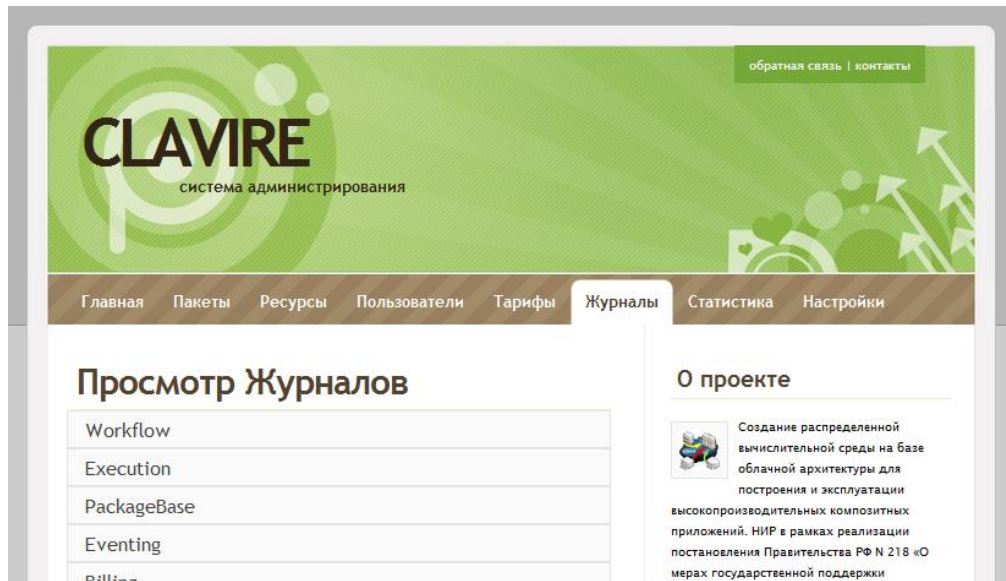 обратная связь | контакты
CLAVIRE
система администрирования
Главная Пакеты Ресурсы Пользователи Тарифы Журналы Статистика Настройки
Просмотр Журналов
Workflow
Execution
PackageBase
Eventing
Billing
О проекте
Создание распределенной
вычислительной среды на базе
облачной архитектуры для
построения и эксплуатации
высокопроизводительных композитных
приложений. НИР в рамках реализации
постановления Правительства РФ N 218 «О
мерах государственной поддержки